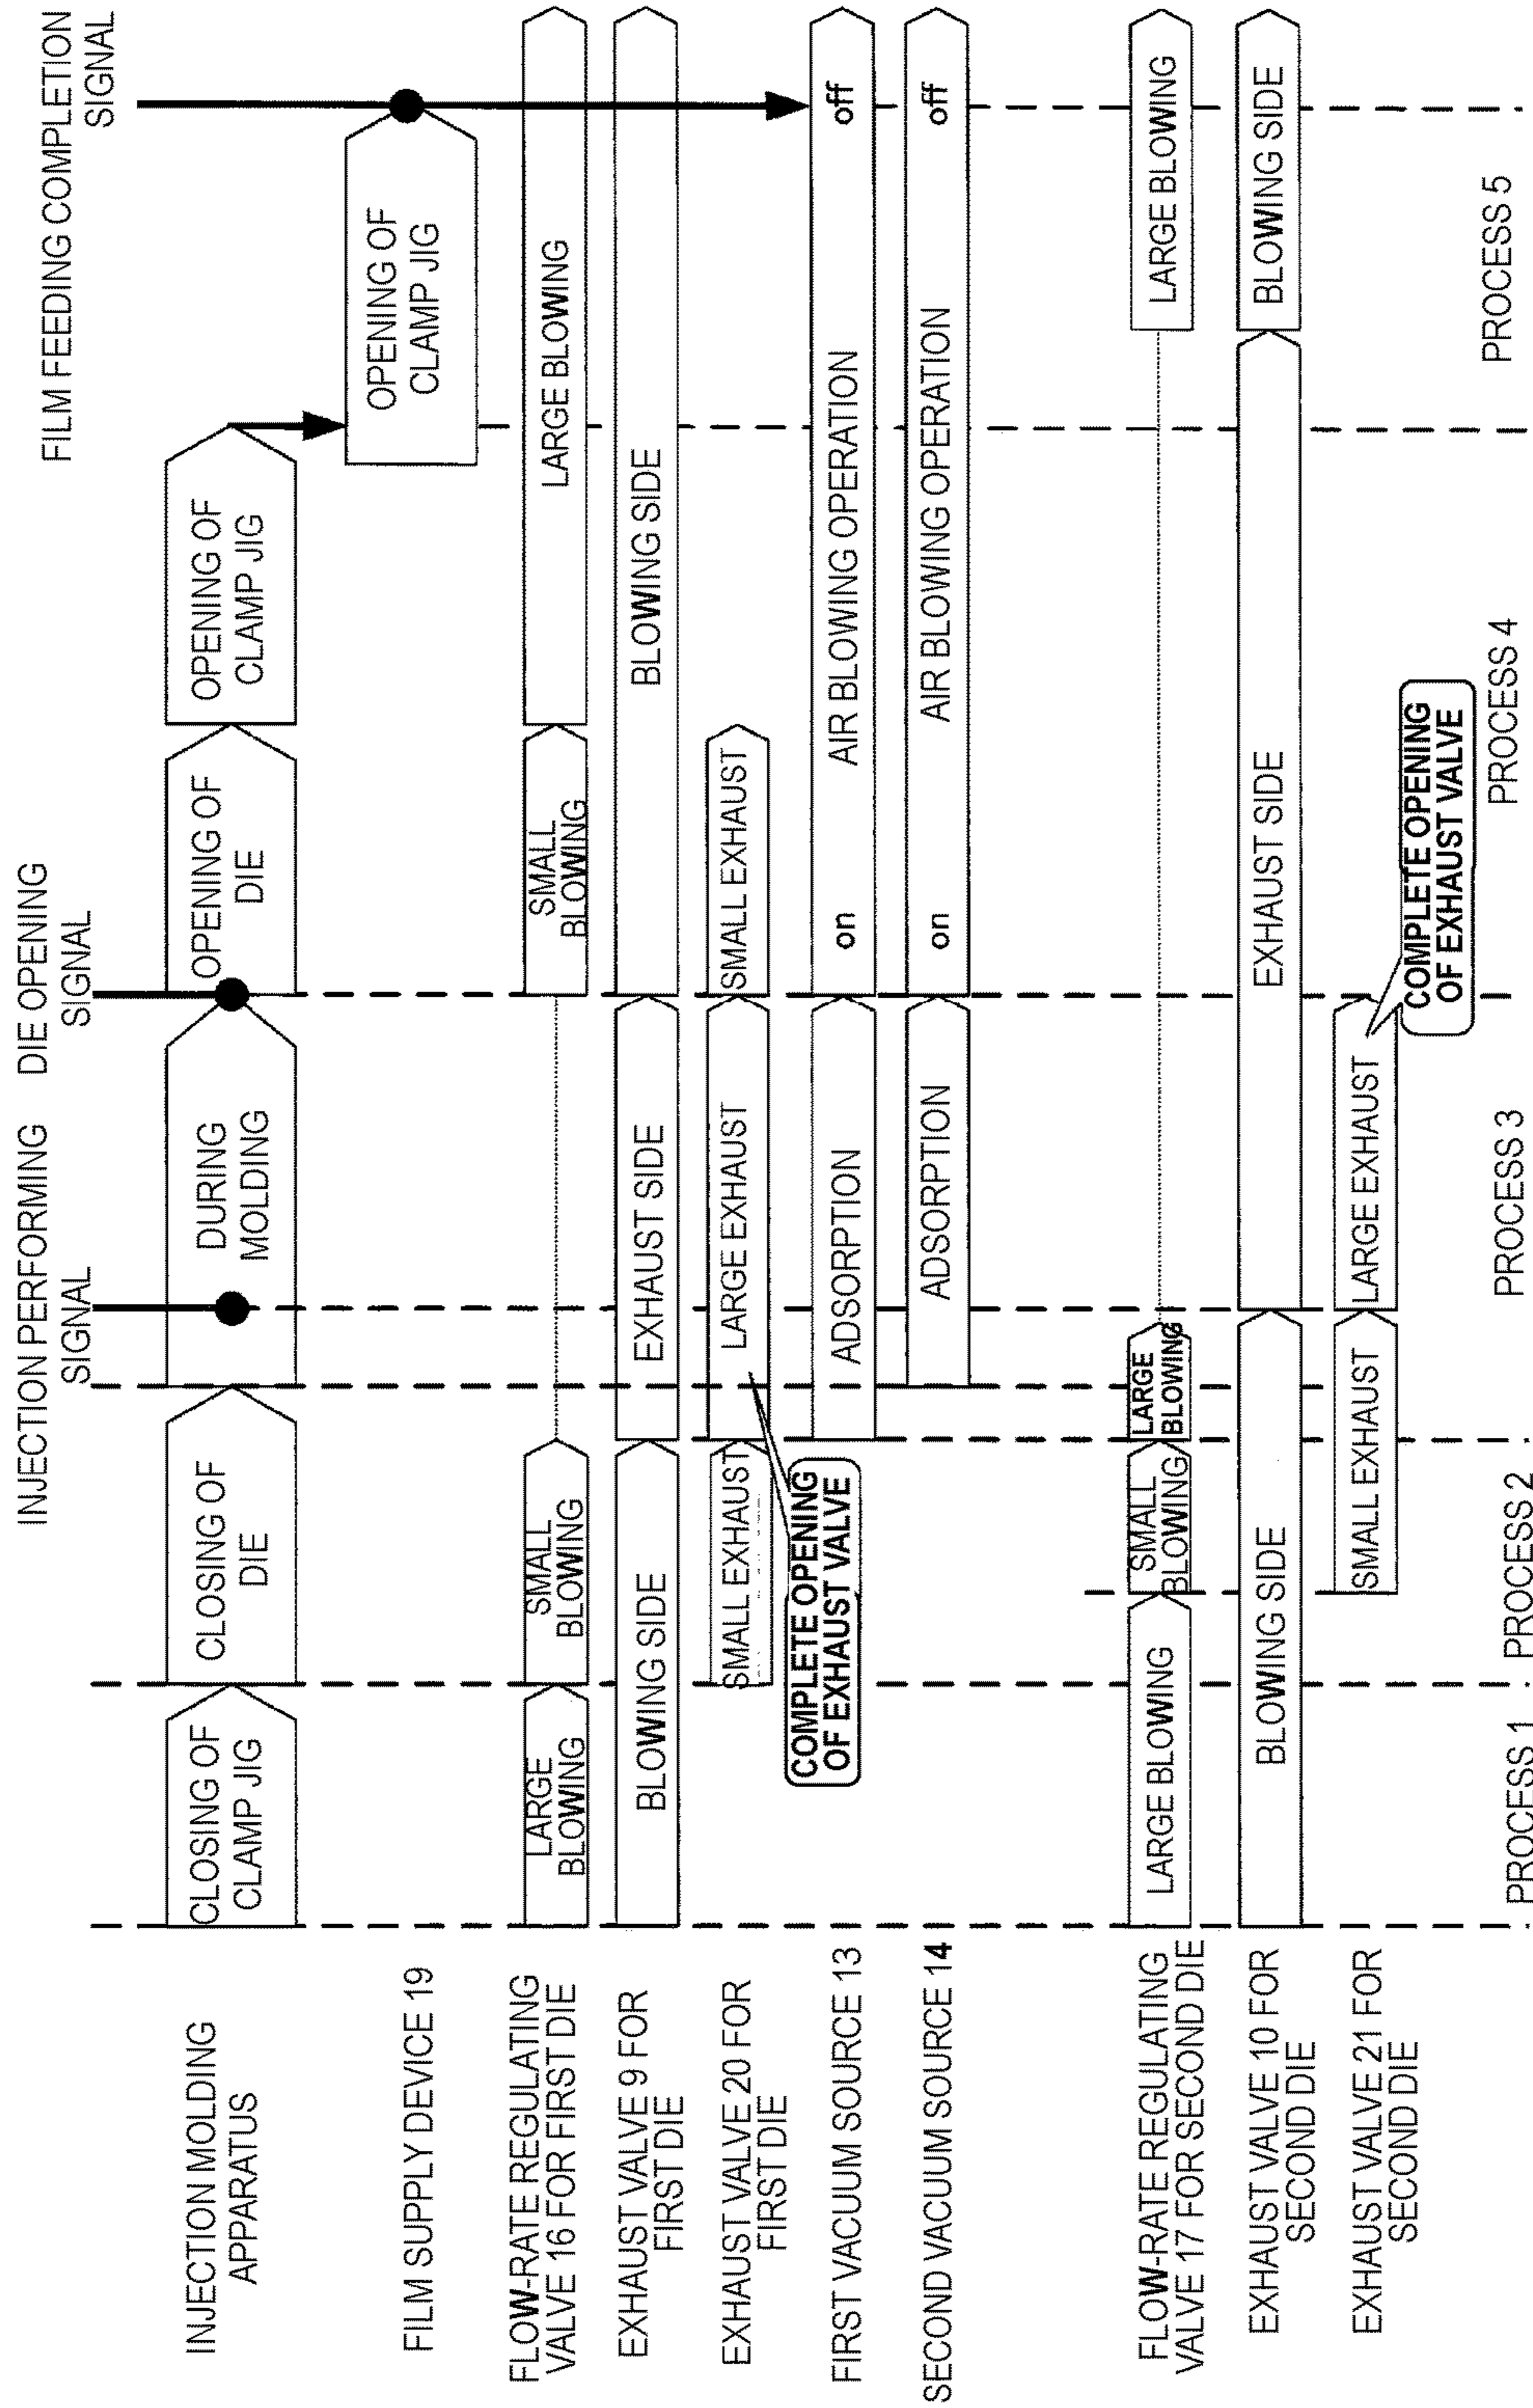 INJECTION PERFORMING
SIGNAL
DIE OPENING
SIGNAL
FILM FEEDING COMPLETION
SIGNAL
INJECTION MOLDING
APPARATUS
CLOSING OF
CLAMP JIG
CLOSING OF
DIE
DURING
MOLDING
OPENING OF
DIE
OPENING OF
CLAMP JIG
FILM SUPPLY DEVICE 19
OPENING OF
CLAMP JIG
FLOW-RATE REGULATING
VALVE 16 FOR FIRST DIE
LARGE
BLOWING
SMALL
BLOWING
SMALL
BLOWING
LARGE BLOWING
EXHAUST VALVE 9 FOR
FIRST DIE
BLOWING SIDE
EXHAUST SIDE
BLOWING SIDE
EXHAUST VALVE 20 FOR
FIRST DIE
SMALL EXHAUST
LARGE EXHAUST
SMALL EXHAUST
COMPLETE OPENING
OF EXHAUST VALVE
FIRST VACUUM SOURCE 13
ADSORPTION
on
AIR BLOWING OPERATION
off
SECOND VACUUM SOURCE 14
ADSORPTION
on
AIR BLOWING OPERATION
off
FLOW-RATE REGULATING
VALVE 17 FOR SECOND DIE
LARGE BLOWING
SMALL
BLOWING
LARGE
BLOWING
LARGE BLOWING
EXHAUST VALVE 10 FOR
SECOND DIE
BLOWING SIDE
EXHAUST SIDE
BLOWING SIDE
EXHAUST VALVE 21 FOR
SECOND DIE
SMALL EXHAUST
LARGE EXHAUST
COMPLETE OPENING
OF EXHAUST VALVE
PROCESS 1
PROCESS 2
PROCESS 3
PROCESS 4
PROCESS 5